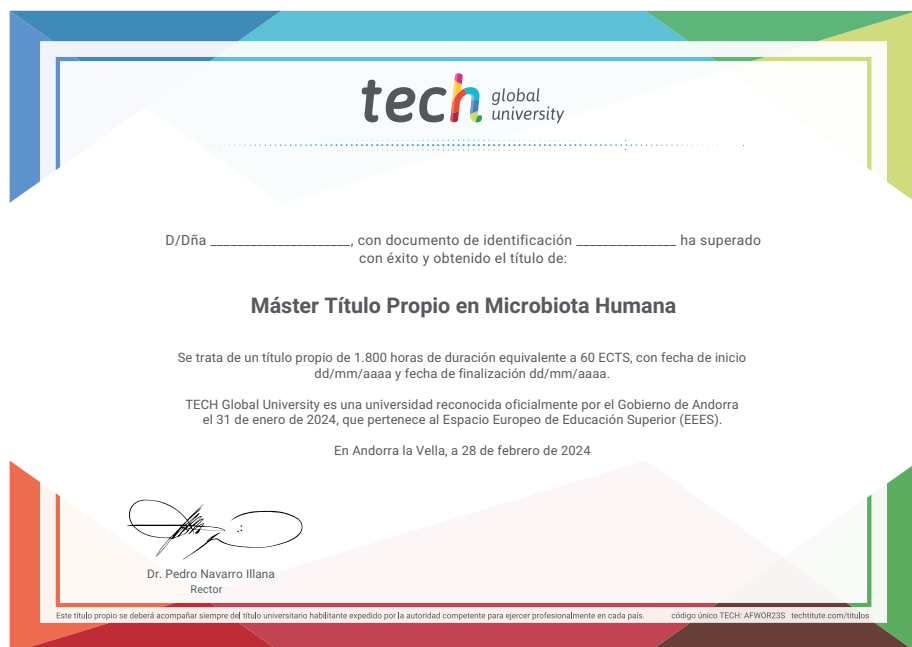 tech global
university
D/Dña _____________________, con documento de identificación _______________ ha superado
con éxito y obtenido el título de:
Máster Título Propio en Microbiota Humana
Se trata de un título propio de 1.800 horas de duración equivalente a 60 ECTS, con fecha de inicio
dd/mm/aaaa y fecha de finalización dd/mm/aaaa.
TECH Global University es una universidad reconocida oficialmente por el Gobierno de Andorra
el 31 de enero de 2024, que pertenece al Espacio Europeo de Educación Superior (EEES).
En Andorra la Vella, a 28 de febrero de 2024
Dr. Pedro Navarro Illana
Rector
Este título propio se deberá acompañar siempre del título universitario habilitante expedido por la autoridad competente para ejercer profesionalmente en cada país. código único TECH: AFWOR23S techtitute.com/titulos